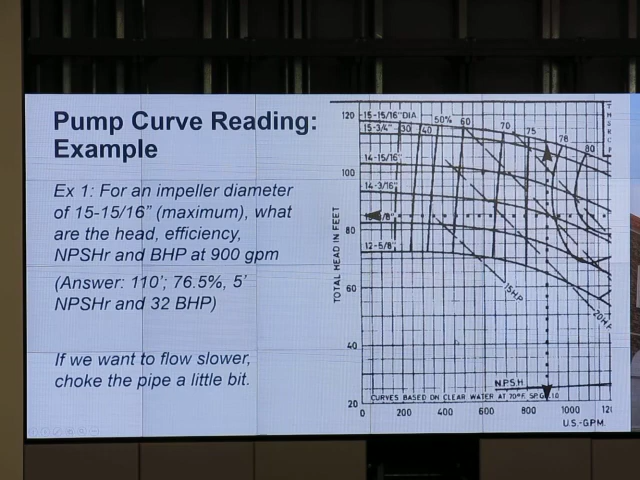 Pump Curve Reading:
Example
Ex 1: For an impeller diameter
of 15-15/16" (maximum), what
are the head, efficiency,
NPSHr and BHP at 900 gpm
(Answer: 110'; 76.5%, 5'
NPSHr and 32 BHP)
If we want to flow slower,
choke the pipe a little bit.
TOTAL HEAD IN FEET
120
100
80
60
40
20
15-15/16" DIA
15-3/4"
30
40
50%
60
70
75
78
80
14-15/16"
14-3/16"
12-5/8"
15HP
20H
N.P.S.H
CURVES BASED ON CLEAR WATER AT 70°F. SP.GR.
0
200
400
600
800
1000
U.S.-GPM.